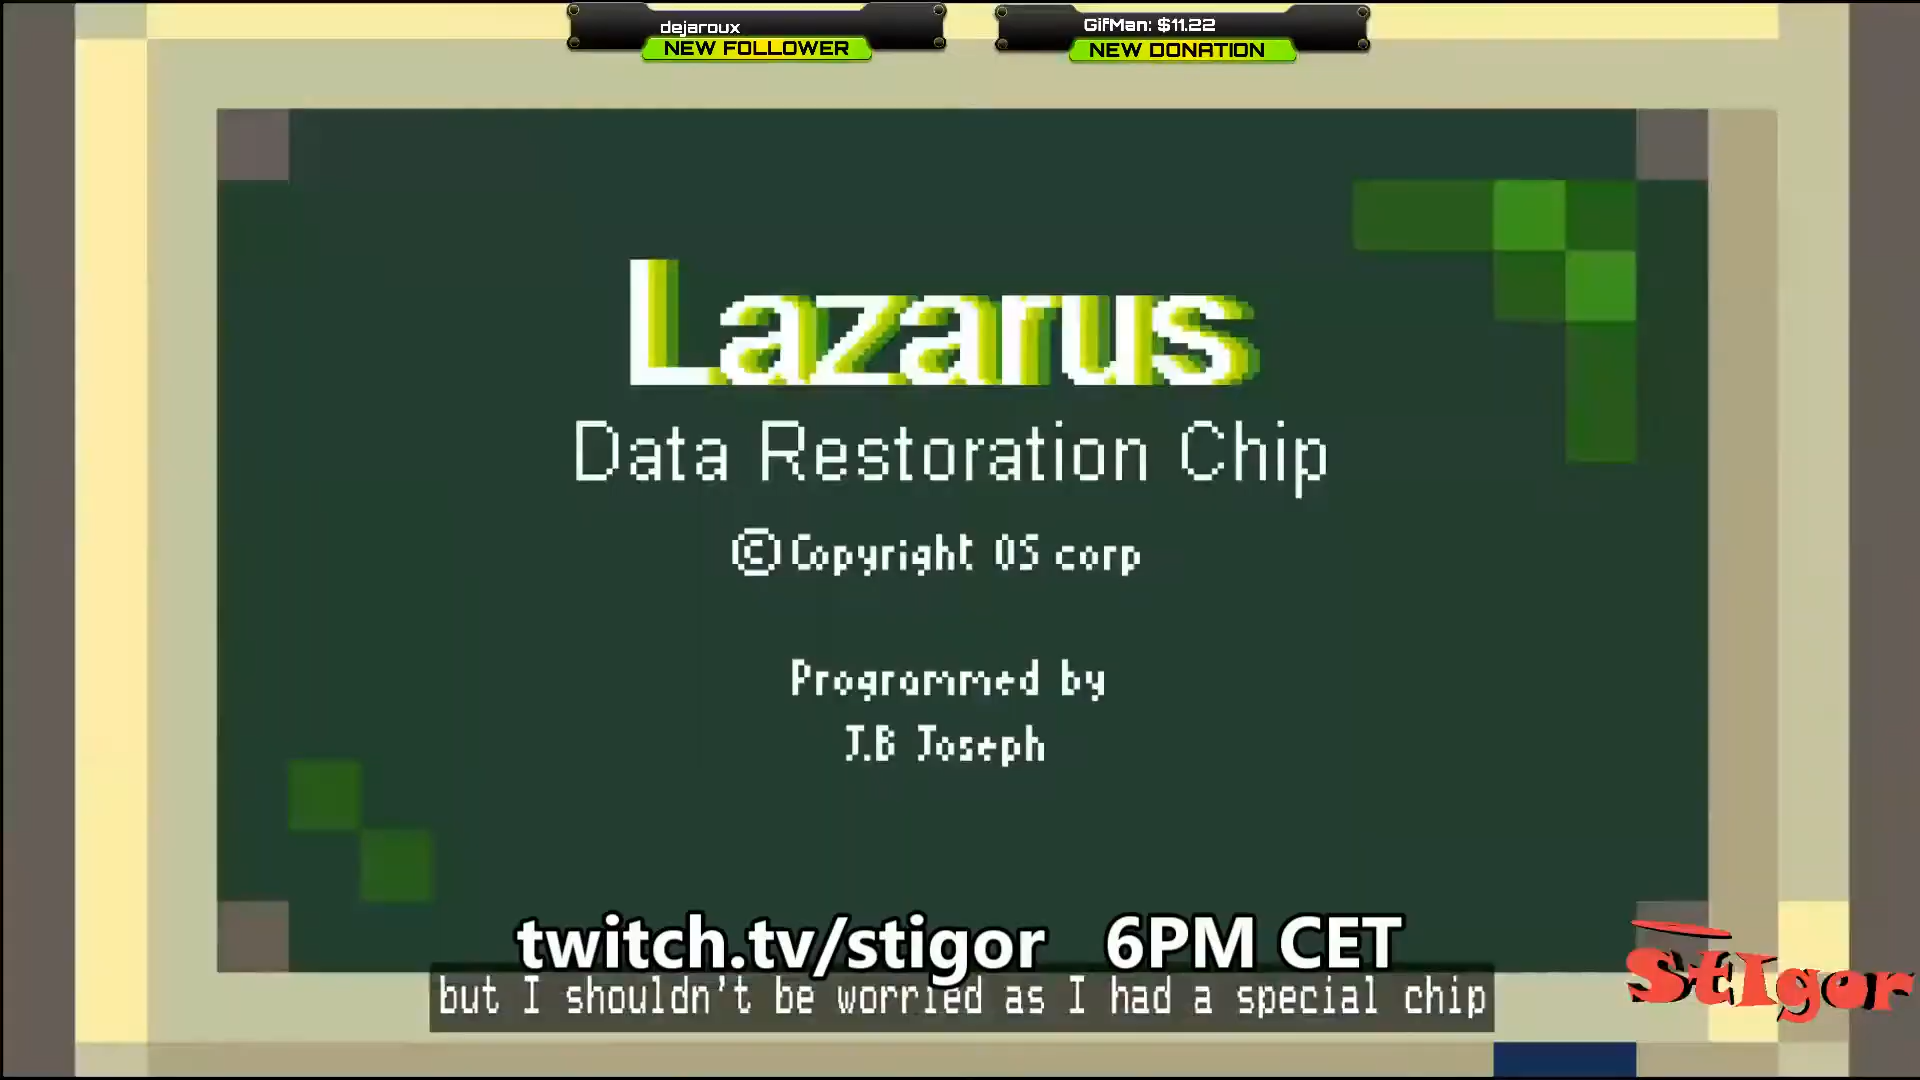 dejaroux
NEW FOLLOWER
GifMan: $11.22
NEW DONATION
Lazarus
Data Restoration Chip
©Copyright OS corp
Programmed by
J.B Joseph
twitch.tv/stigor 6PM CET
but I shouldn't be worried as I had a special chip
StIgor